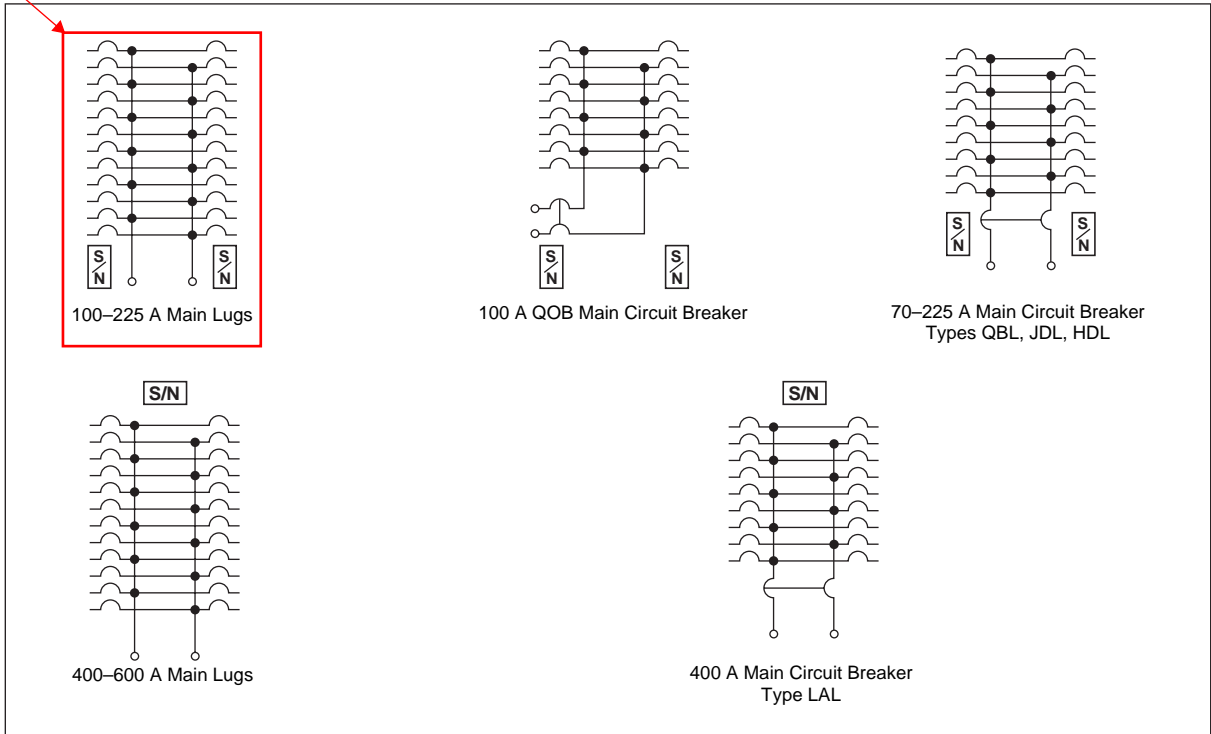 S/N
S/N
100–225 A Main Lugs
S/N
S/N
100 A QOB Main Circuit Breaker
S/N
S/N
70–225 A Main Circuit Breaker
Types QBL, JDL, HDL
S/N
400–600 A Main Lugs
S/N
400 A Main Circuit Breaker
Type LAL